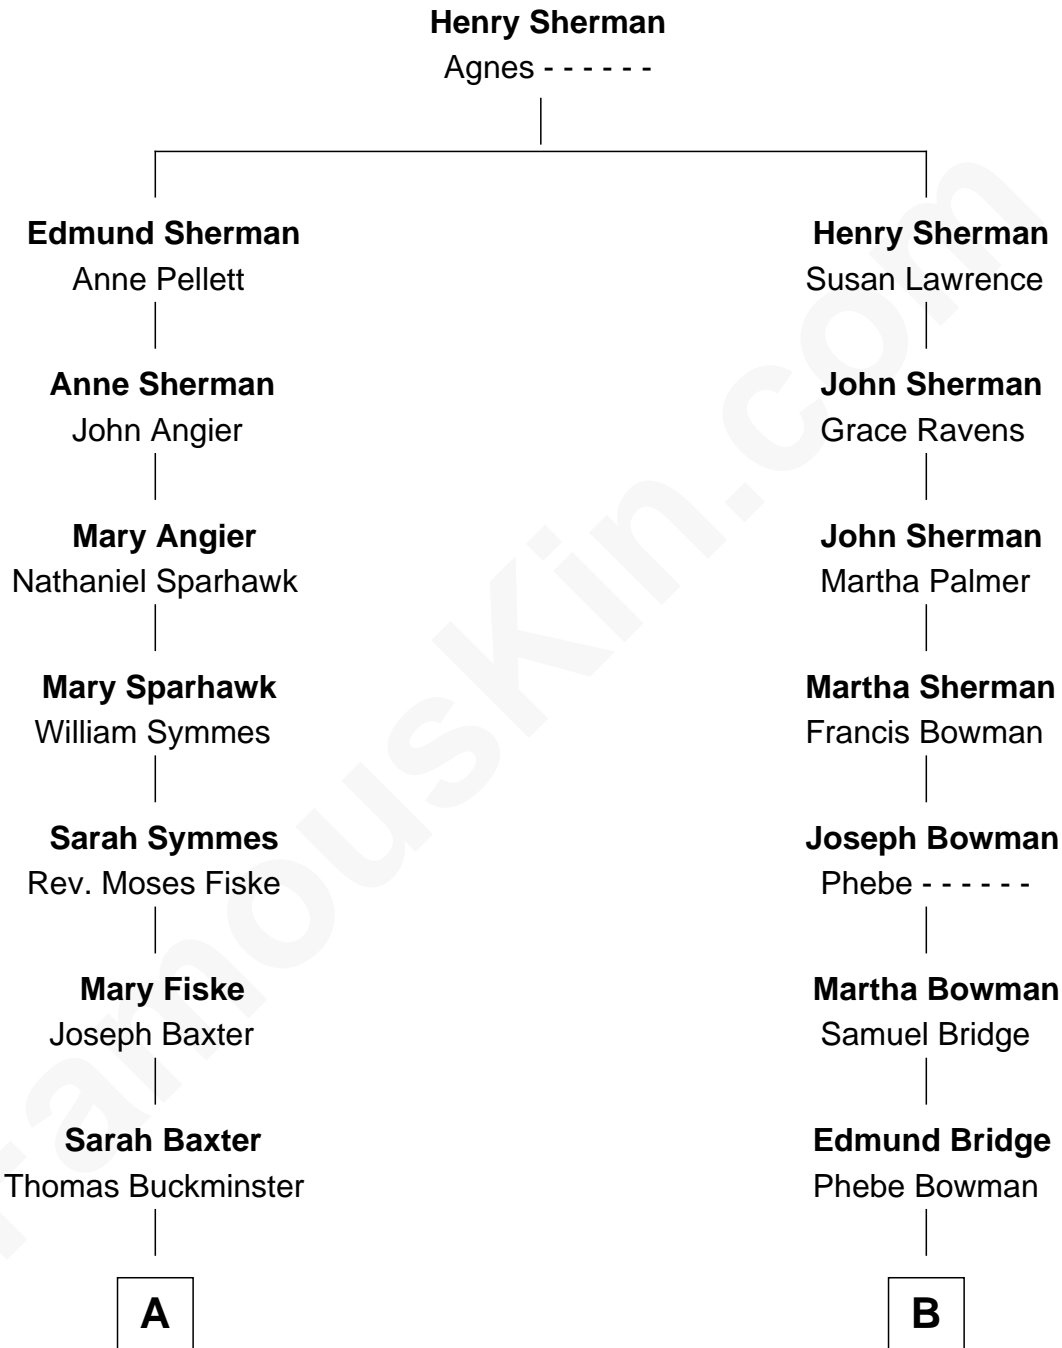 Henry Sherman
Agnes - - - - - -
Edmund Sherman
Anne Pellett
Henry Sherman
Susan Lawrence
Anne Sherman
John Angier
John Sherman
Grace Ravens
Mary Angier
Nathaniel Sparhawk
John Sherman
Martha Palmer
Mary Sparhawk
William Symmes
Martha Sherman
Francis Bowman
Sarah Symmes
Rev. Moses Fiske
Joseph Bowman
Phebe - - - - - -
Mary Fiske
Joseph Baxter
Martha Bowman
Samuel Bridge
Sarah Baxter
Thomas Buckminster
Edmund Bridge
Phebe Bowman
A
B
FamousKin.com